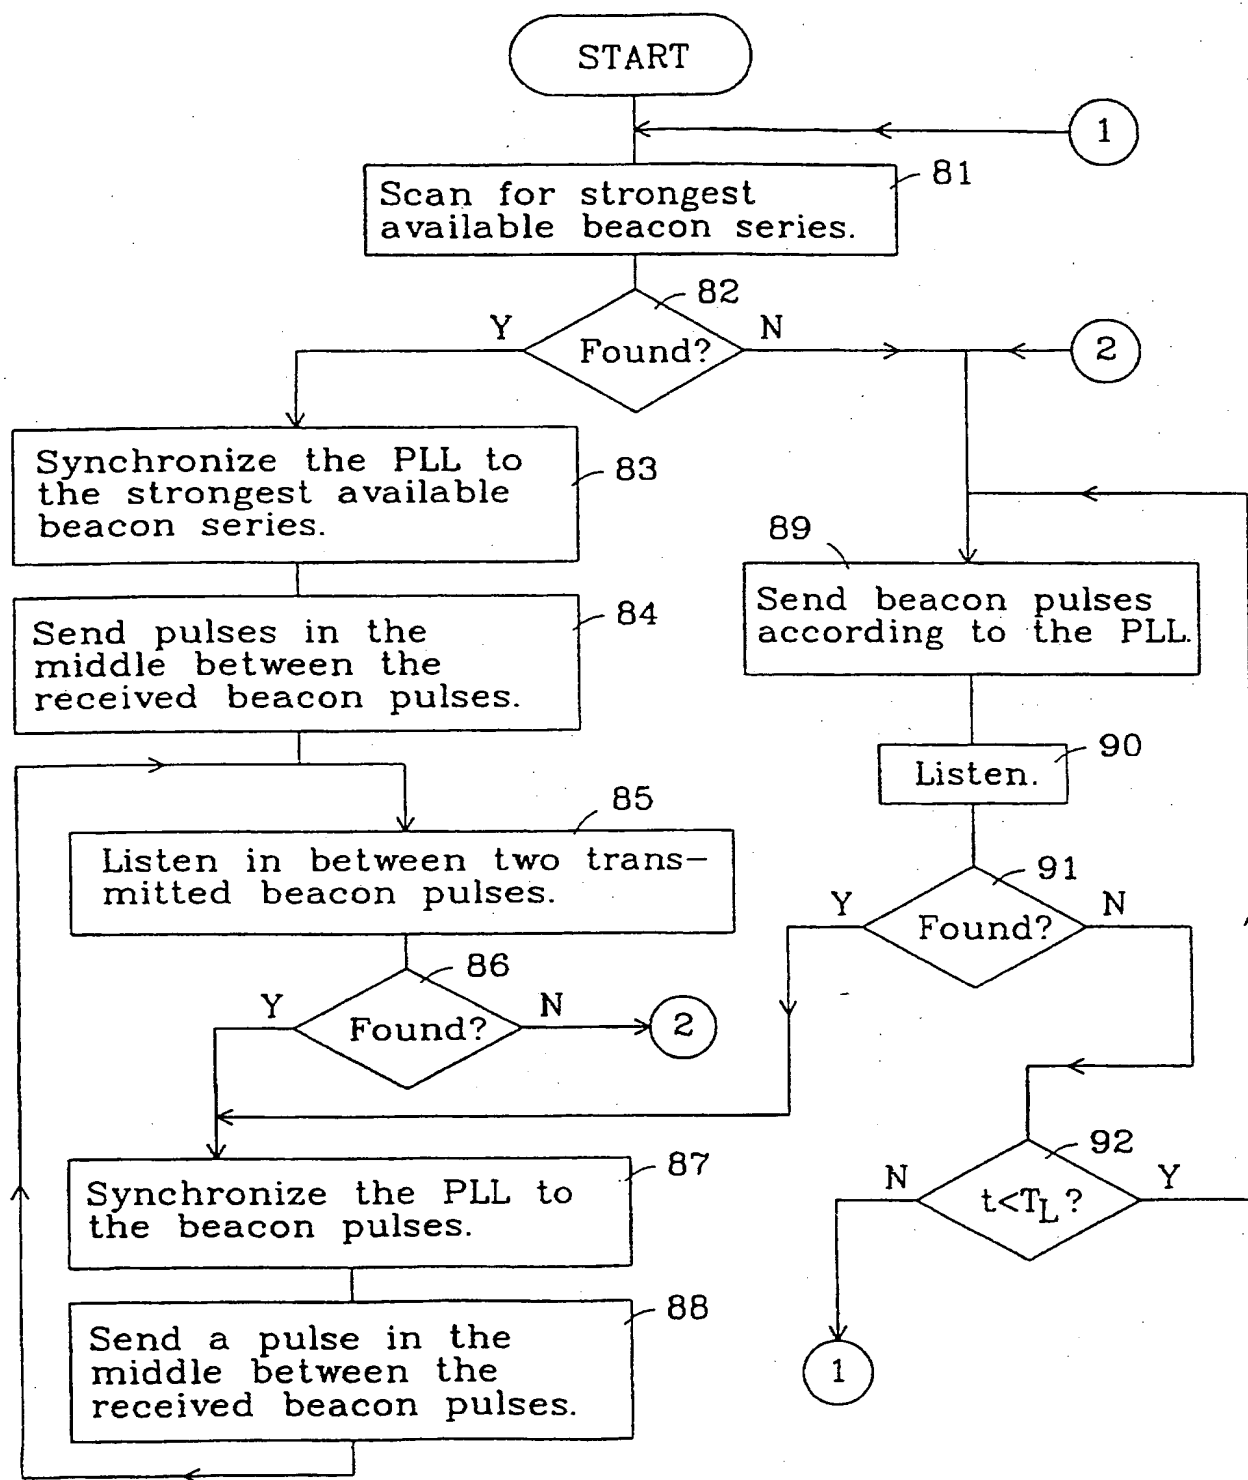 START
1
81
Scan for strongest
available beacon series.
82
Y
Found?
N
2
Synchronize the PLL to
the strongest available
beacon series.
83
89
Send beacon pulses
according to the PLL.
84
Send pulses in the
middle between the
received beacon pulses.
90
Listen.
85
Listen in between two trans-
mitted beacon pulses.
91
Y
Found?
N
86
Y
Found?
N
2
92
N
t<TL?
Y
87
Synchronize the PLL to
the beacon pulses.
88
Send a pulse in the
middle between the
received beacon pulses.
1